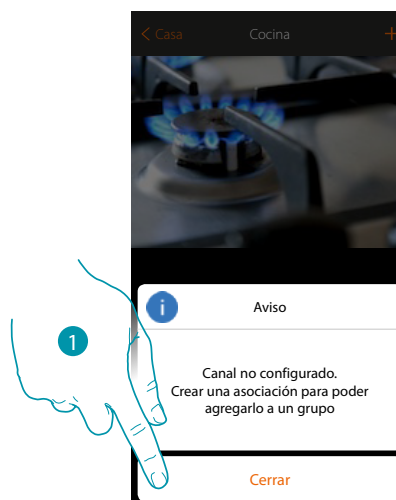 < Casa Cocina +
i Aviso
1
Canal no configurado.
Crear una asociación para poder
agregarlo a un grupo
Cerrar